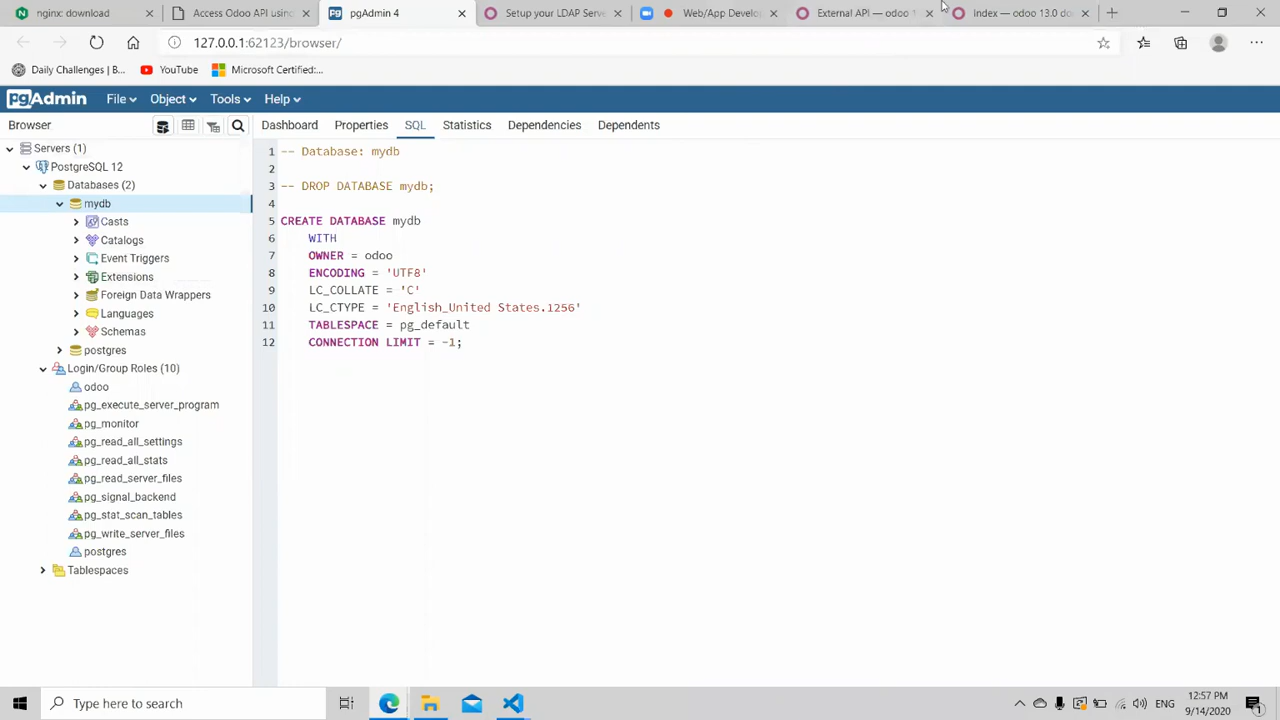 nginx: download
Access Odoo API usin
pgAdmin 4
Setup your LDAP Serve
Web/App Develo
External API — odoo 1
Index — odoo 13.0 do
127.0.0.1:62123/browser/
Daily Challenges | B...
YouTube
Microsoft Certified:...
pgAdmin
File
Object
Tools
Help
Browser
Dashboard
Properties
SQL
Statistics
Dependencies
Dependents
Servers (1)
PostgreSQL 12
Databases (2)
mydb
Casts
Catalogs
Event Triggers
Extensions
Foreign Data Wrappers
Languages
Schemas
postgres
Login/Group Roles (10)
odoo
pg_execute_server_program
pg_monitor
pg_read_all_settings
pg_read_all_stats
pg_read_server_files
pg_signal_backend
pg_stat_scan_tables
pg_write_server_files
postgres
Tablespaces
1 -- Database: mydb
2
3 -- DROP DATABASE mydb;
4
5 CREATE DATABASE mydb
6 WITH
7 OWNER = odoo
8 ENCODING = 'UTF8'
9 LC_COLLATE = 'C'
10 LC_CTYPE = 'English_United States.1256'
11 TABLESPACE = pg_default
12 CONNECTION LIMIT = -1;
Type here to search
ENG
12:57 PM
9/14/2020
1